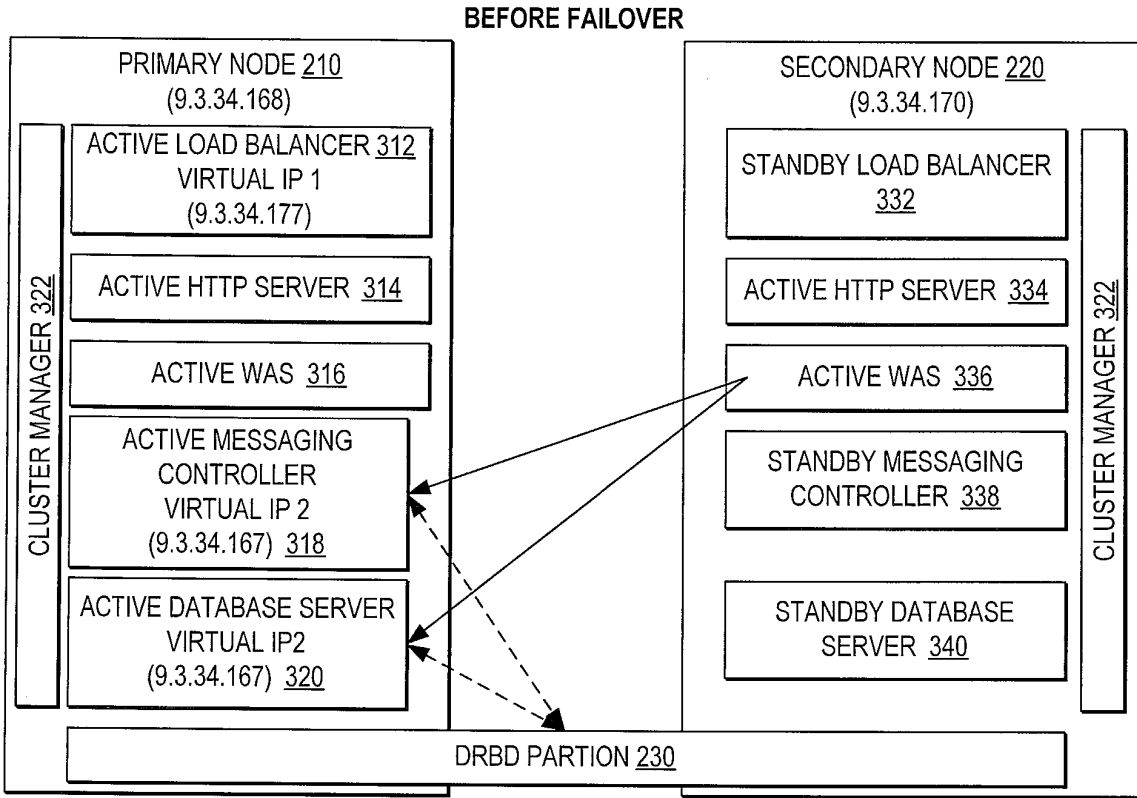 BEFORE FAILOVER
PRIMARY NODE 210
(9.3.34.168)
CLUSTER MANAGER 322
ACTIVE LOAD BALANCER 312
VIRTUAL IP 1
(9.3.34.177)
ACTIVE HTTP SERVER 314
ACTIVE WAS 316
ACTIVE MESSAGING
CONTROLLER
VIRTUAL IP 2
(9.3.34.167) 318
ACTIVE DATABASE SERVER
VIRTUAL IP2
(9.3.34.167) 320
SECONDARY NODE 220
(9.3.34.170)
STANDBY LOAD BALANCER
332
ACTIVE HTTP SERVER 334
ACTIVE WAS 336
STANDBY MESSAGING
CONTROLLER 338
STANDBY DATABASE
SERVER 340
CLUSTER MANAGER 322
DRBD PARTION 230